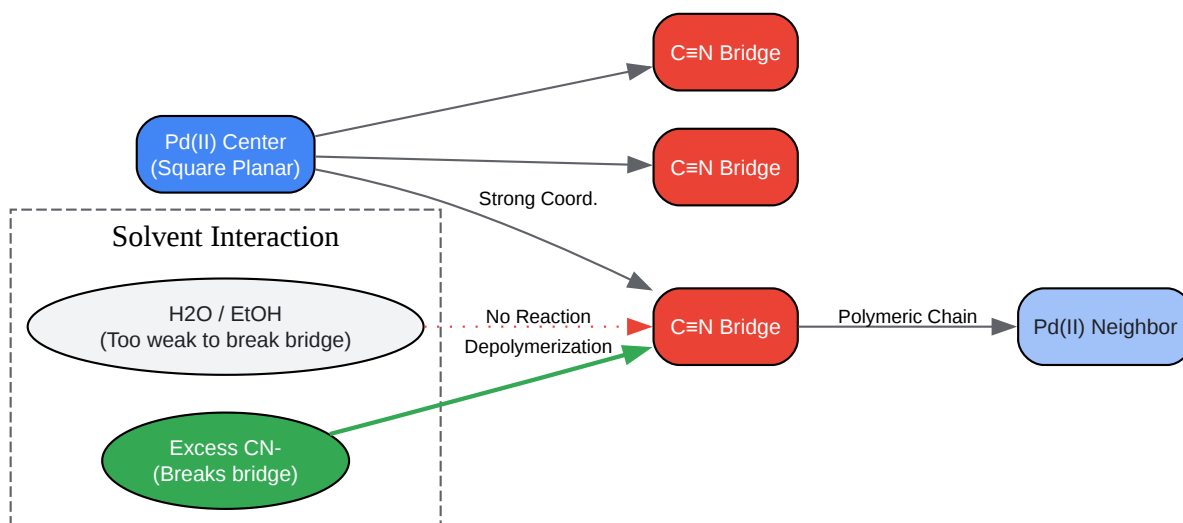 C≡N Bridge
Pd(II) Center
(Square Planar)
C≡N Bridge
Strong Coord.
Solvent Interaction
H2O / EtOH
(Too weak to break bridge)
No Reaction
Depolymerization
C≡N Bridge
Polymeric Chain
Pd(II) Neighbor
Excess CN-
(Breaks bridge)